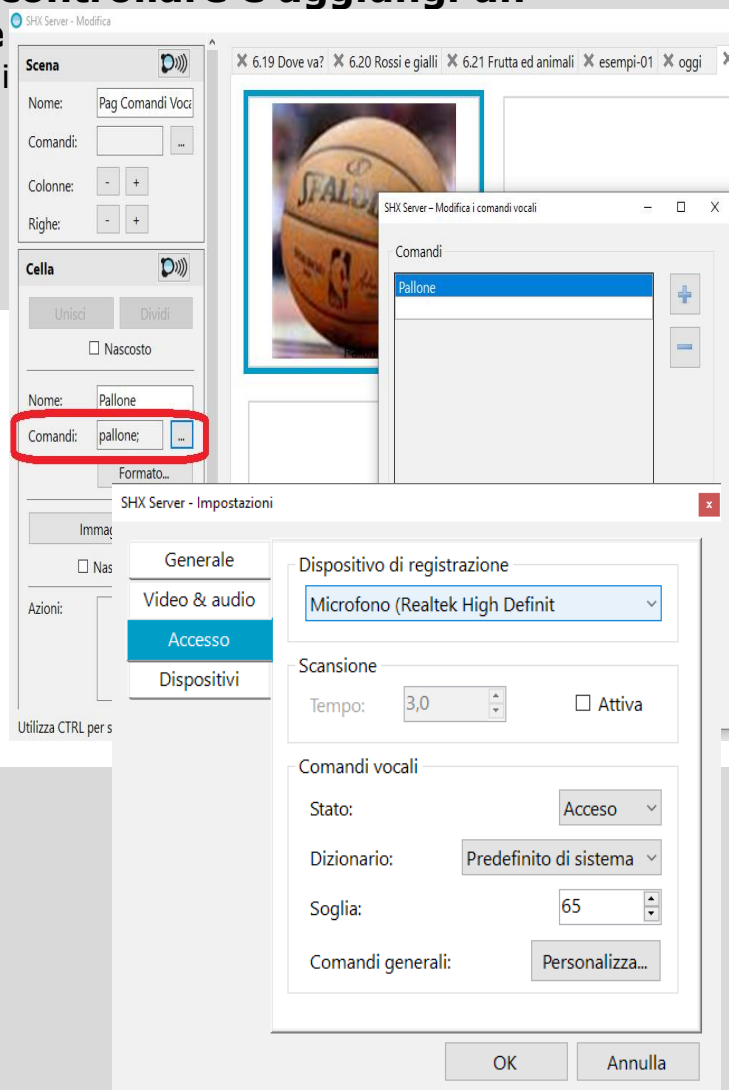 SHX Server - Modifica
Scena
Nome: Pag Comandi Voca
Comandi: ...
Colonne: - +
Righe: - +
Cella
Unisci Dividi
Nascosto
Nome: Pallone
Comandi: pallone; ...
Formato...
Azioni:
Utilizza CTRL per s
6.19 Dove va? 6.20 Rossi e gialli 6.21 Frutta ed animali esempi-01 oggi
SPALDING
SHX Server – Modifica i comandi vocali
Comandi
Pallone
SHX Server - Impostazioni
Generale
Video & audio
Accesso
Dispositivi
Dispositivo di registrazione
Microfono (Realtek High Definit
Scansione
Tempo: 3,0 Attiva
Comandi vocali
Stato: Acceso
Dizionario: Predefinito di sistema
Soglia: 65
Comandi generali: Personalizza...
OK Annulla